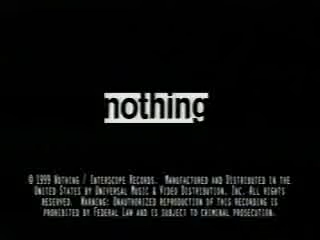 nothing
© 1999 Nothing / Interscope Records. Manufactured and Distributed in the
United States by Universal Music & Video Distribution, Inc. All rights
reserved. Warning: Unauthorized reproduction of this recording is
prohibited by Federal Law and is subject to criminal prosecution.